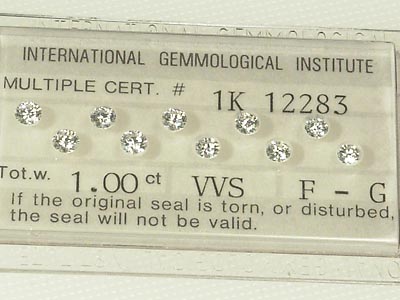 INTERNATIONAL GEMMOLOGICAL INSTITUTE
MULTIPLE CERT. # 1K 12283
Tot.w. 1.00 ct VVS F - G
If the original seal is torn, or disturbed,
the seal will not be valid.